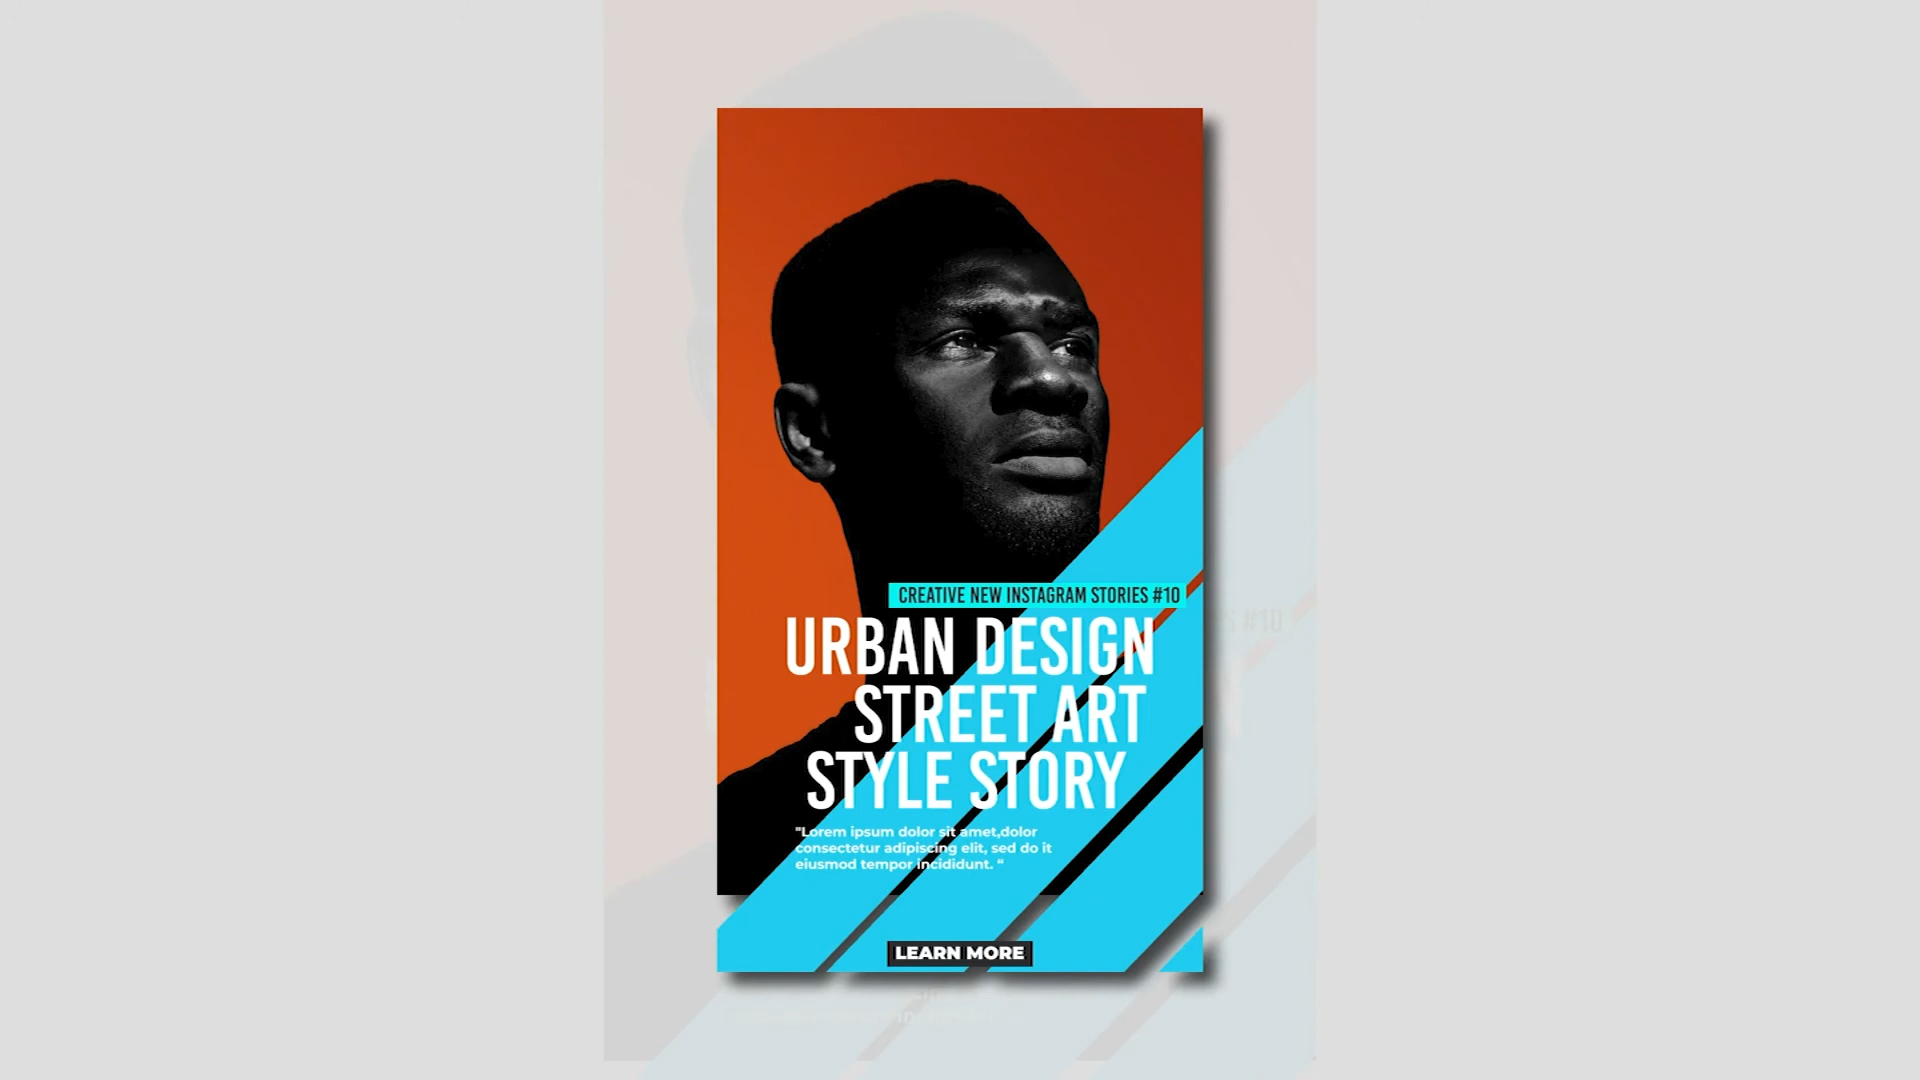 CREATIVE NEW INSTAGRAM STORIES #10
URBAN DESIGN
STREET ART
STYLE STORY
"Lorem ipsum dolor sit amet,dolor
consectetur adipiscing elit, sed do it
eiusmod tempor incididunt. “
LEARN MORE